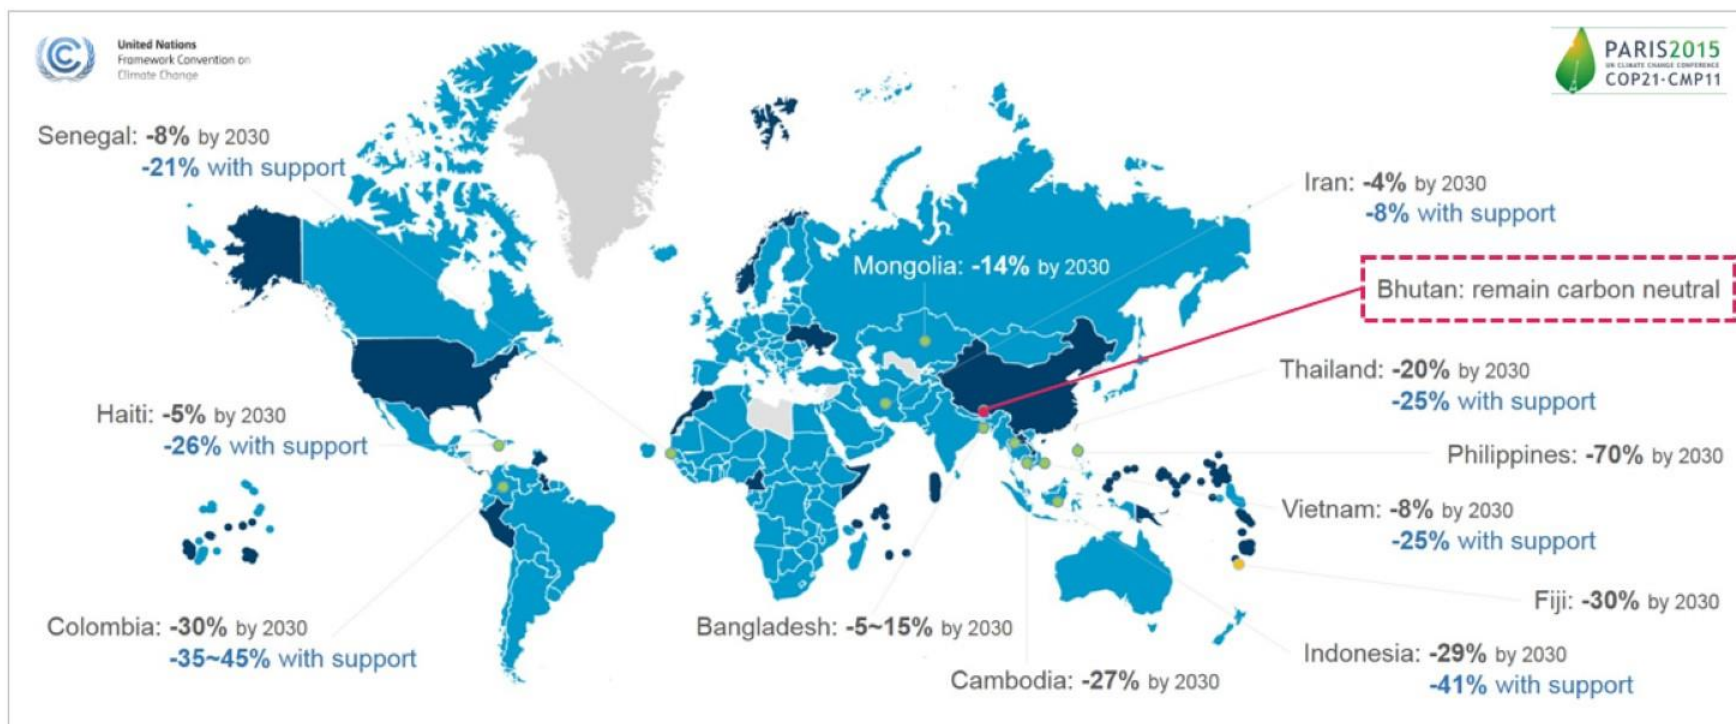 United Nations
Framework Convention on
Climate Change
PARIS2015
UN CLIMATE CHANGE CONFERENCE
COP21·CMP11
Senegal: -8% by 2030
-21% with support
Iran: -4% by 2030
-8% with support
Mongolia: -14% by 2030
Bhutan: remain carbon neutral
Thailand: -20% by 2030
-25% with support
Haiti: -5% by 2030
-26% with support
Philippines: -70% by 2030
Vietnam: -8% by 2030
-25% with support
Fiji: -30% by 2030
Colombia: -30% by 2030
-35~45% with support
Bangladesh: -5~15% by 2030
Cambodia: -27% by 2030
Indonesia: -29% by 2030
-41% with support